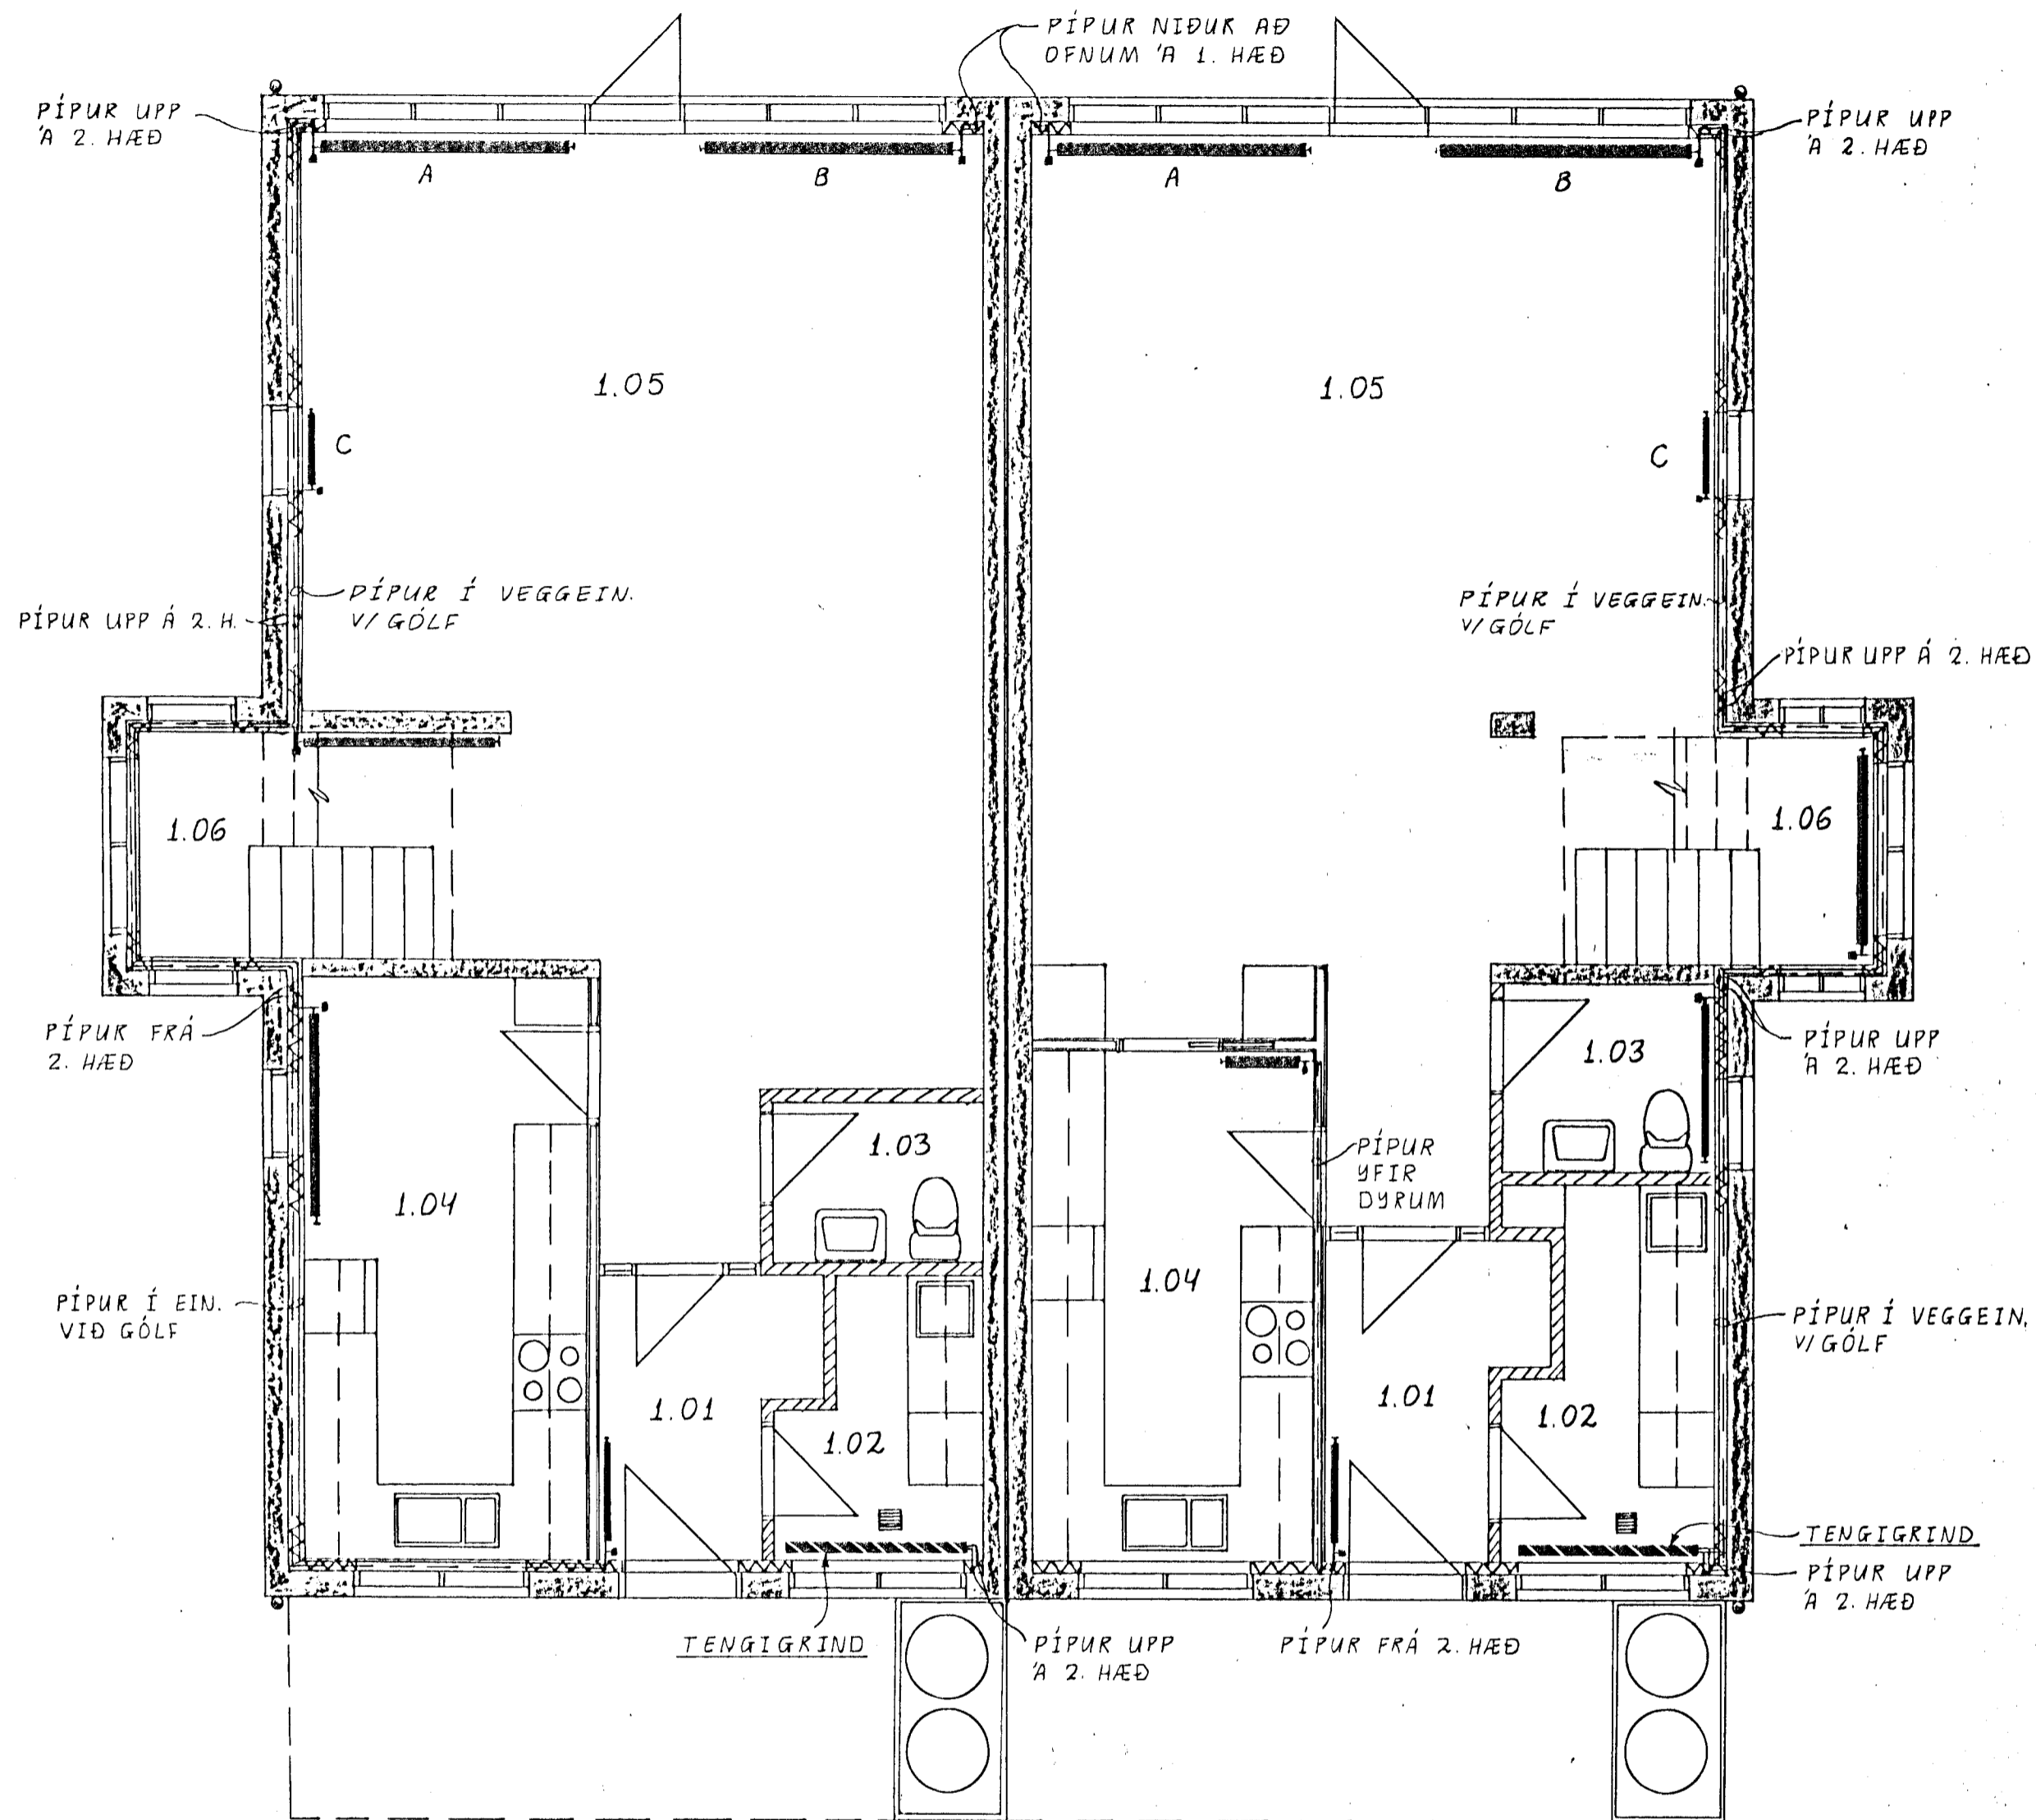 PÍPUR NIÐUR AÐ
OFNUM Á 1. HÆÐ
PÍPUR UPP
Á 2. HÆÐ
PÍPUR UPP
Á 2. HÆÐ
A
B
A
B
1.05
1.05
C
C
PÍPUR Í VEGGEIN.
V/GÓLF
PÍPUR UPP Á 2. H.
PÍPUR Í VEGGEIN.
V/GÓLF
PÍPUR UPP Á 2. HÆÐ
1.06
1.06
PÍPUR FRÁ
2. HÆÐ
PÍPUR UPP
Á 2. HÆÐ
1.03
1.03
PÍPUR
YFIR
DYRUM
1.04
1.04
PÍPUR Í EIN.
VIÐ GÓLF
PÍPUR Í VEGGEIN.
V/GÓLF
1.01
1.02
1.01
1.02
TENGIGRIND
PÍPUR UPP
Á 2. HÆÐ
TENGIGRIND
PÍPUR UPP
Á 2. HÆÐ
PÍPUR FRÁ 2. HÆÐ